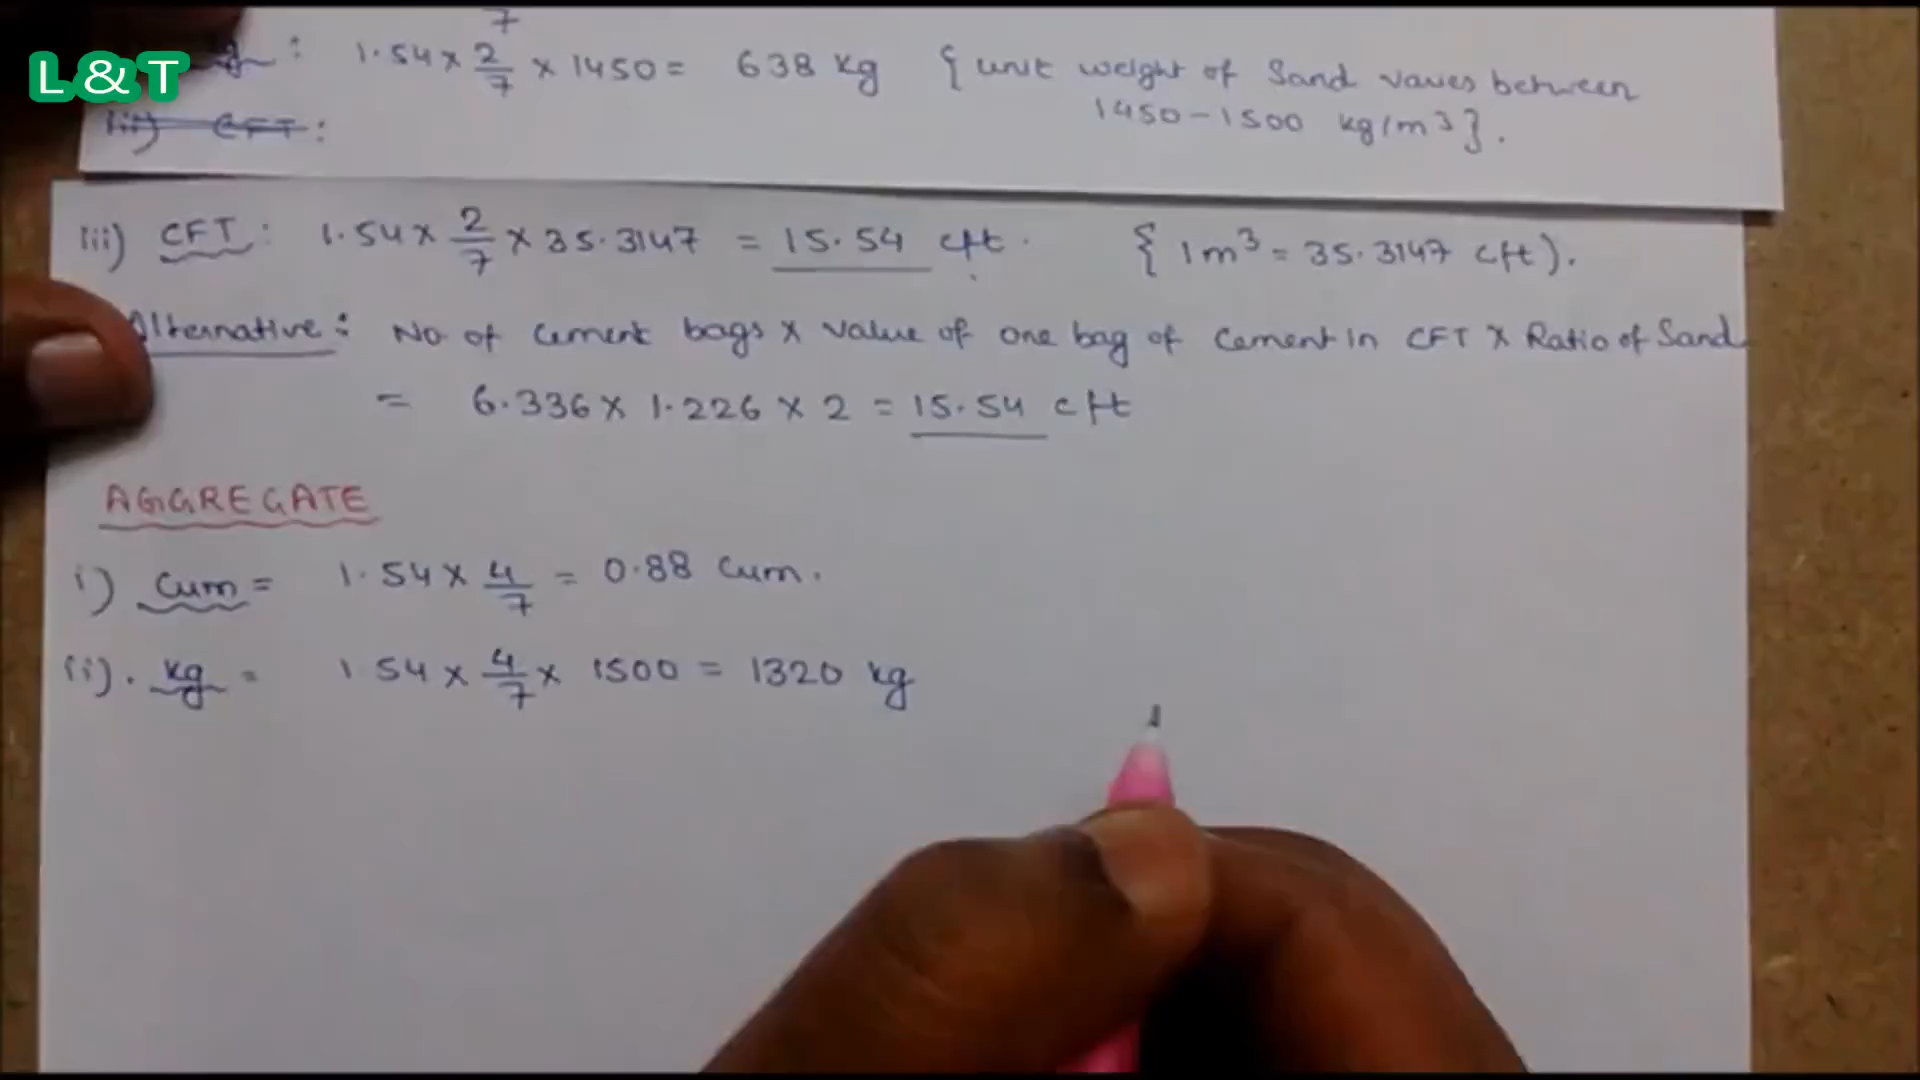 L&T
7
g : 1.54 x 2/7 x 1450 = 638 kg { unit weight of Sand varies between
1450 - 1500 kg/m3 }.
iii) CFT :
iii) CFT : 1.54 x 2/7 x 35.3147 = 15.54 cft. { 1m3 = 35.3147 cft ).
Alternative : No of Cement bags x value of one bag of Cement in CFT x Ratio of Sand
= 6.336 x 1.226 x 2 = 15.54 cft
AGGREGATE
i) Cum = 1.54 x 4/7 = 0.88 Cum.
ii). kg = 1.54 x 4/7 x 1500 = 1320 kg